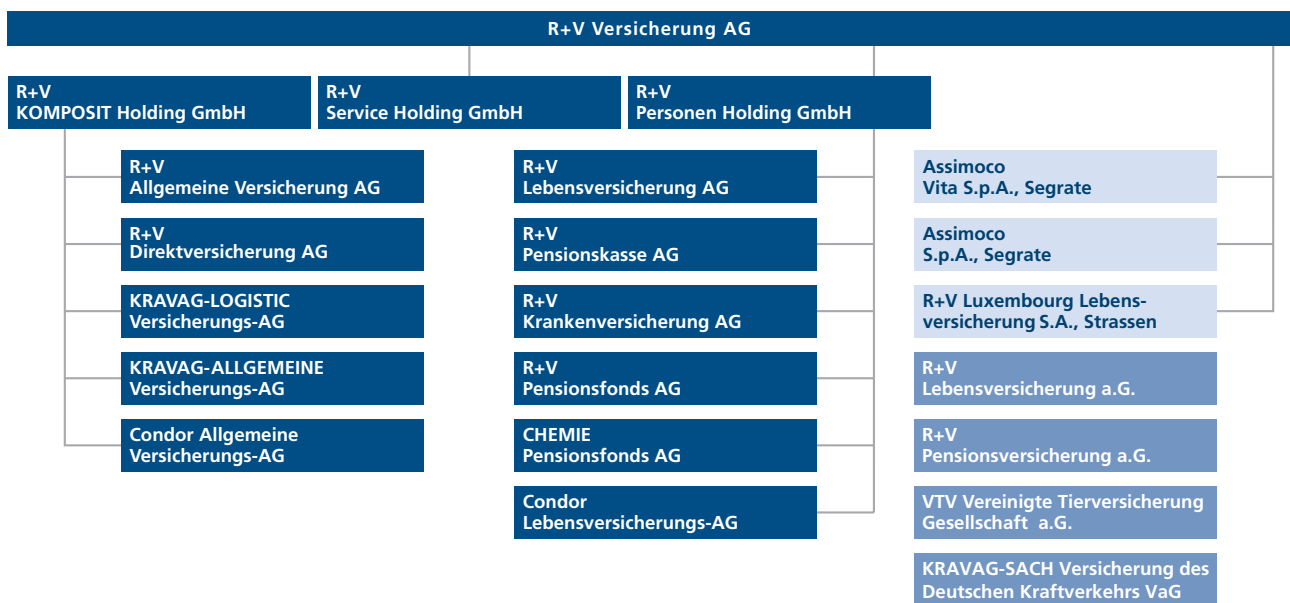 R+V Versicherung AG
R+V
KOMPOSIT Holding GmbH
R+V
Service Holding GmbH
R+V
Personen Holding GmbH
R+V
Allgemeine Versicherung AG
R+V
Direktversicherung AG
KRAVAG-LOGISTIC
Versicherungs-AG
KRAVAG-ALLGEMEINE
Versicherungs-AG
Condor Allgemeine
Versicherungs-AG
R+V
Lebensversicherung AG
R+V
Pensionskasse AG
R+V
Krankenversicherung AG
R+V
Pensionsfonds AG
CHEMIE
Pensionsfonds AG
Condor
Lebensversicherungs-AG
Assimoco
Vita S.p.A., Segrate
Assimoco
S.p.A., Segrate
R+V Luxembourg Lebens-
versicherung S.A., Strassen
R+V
Lebensversicherung a.G.
R+V
Pensionsversicherung a.G.
VTV Vereinigte Tierversicherung
Gesellschaft a.G.
KRAVAG-SACH Versicherung des
Deutschen Kraftverkehrs VaG